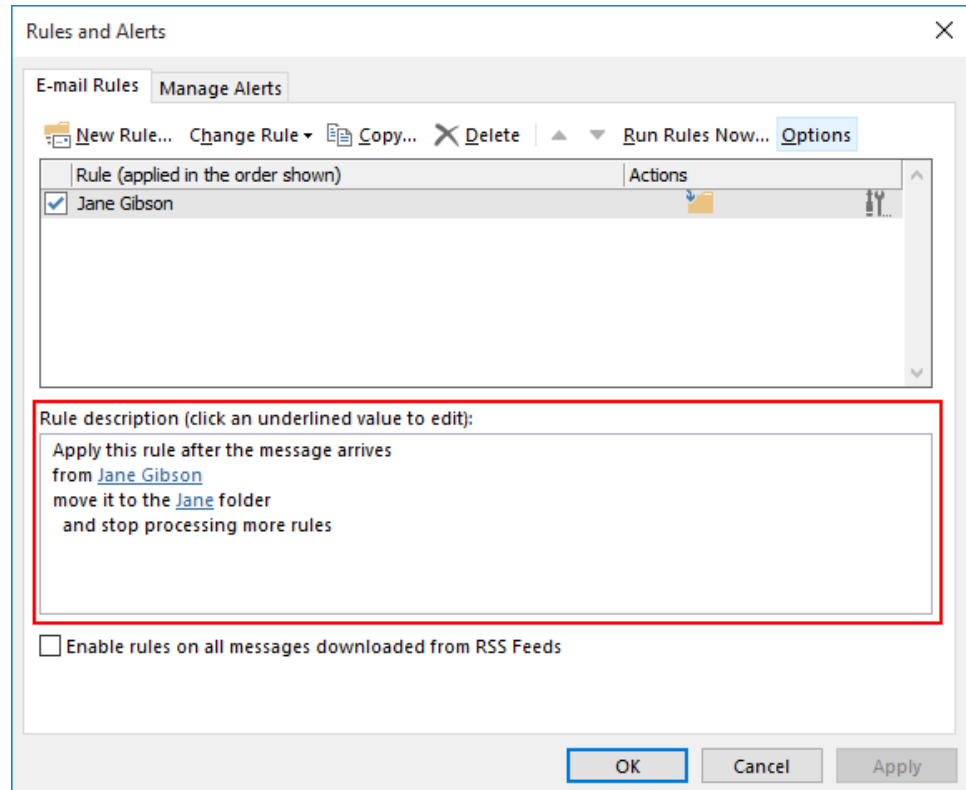 Rules and Alerts
E-mail Rules Manage Alerts
New Rule... Change Rule Copy... Delete Run Rules Now... Options
Rule (applied in the order shown) Actions
Jane Gibson
Rule description (click an underlined value to edit):
Apply this rule after the message arrives
from Jane Gibson
move it to the Jane folder
and stop processing more rules
Enable rules on all messages downloaded from RSS Feeds
OK Cancel Apply